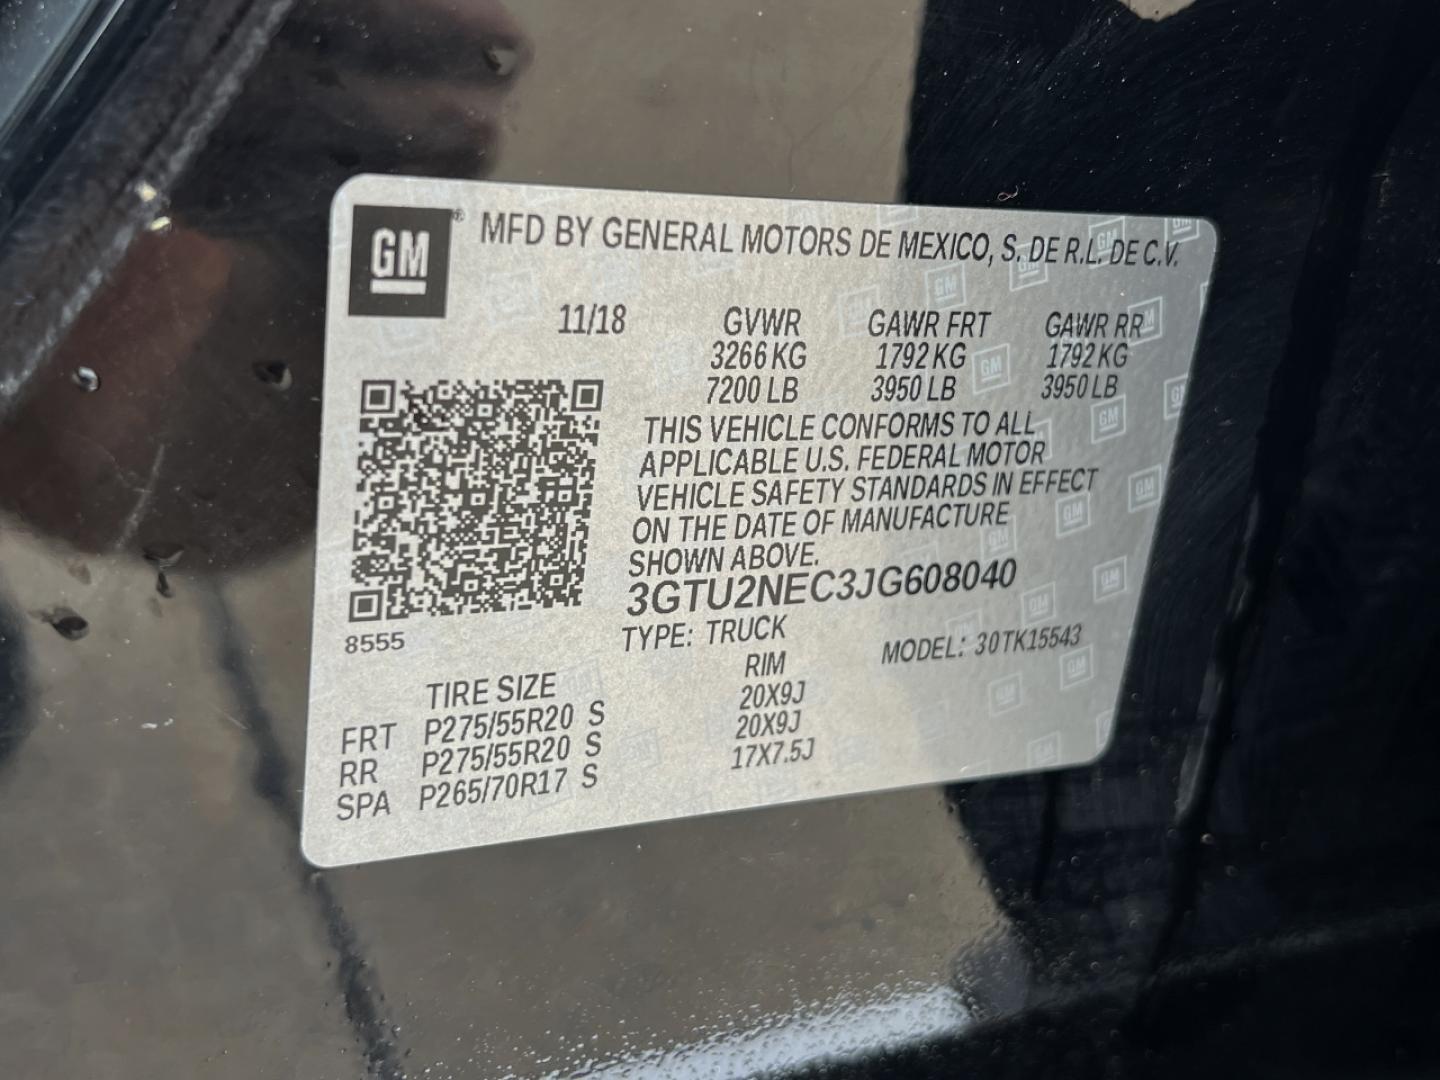 GM® MFD BY GENERAL MOTORS DE MEXICO, S. DE R.L. DE C.V.
11/18 GVWR GAWR FRT GAWR RR
3266 KG 1792 KG 1792 KG
7200 LB 3950 LB 3950 LB
THIS VEHICLE CONFORMS TO ALL
APPLICABLE U.S. FEDERAL MOTOR
VEHICLE SAFETY STANDARDS IN EFFECT
ON THE DATE OF MANUFACTURE
SHOWN ABOVE.
3GTU2NEC3JG608040
8555 TYPE: TRUCK MODEL: 30TK15543
TIRE SIZE RIM
FRT P275/55R20 S 20X9J
RR P275/55R20 S 20X9J
SPA P265/70R17 S 17X7.5J